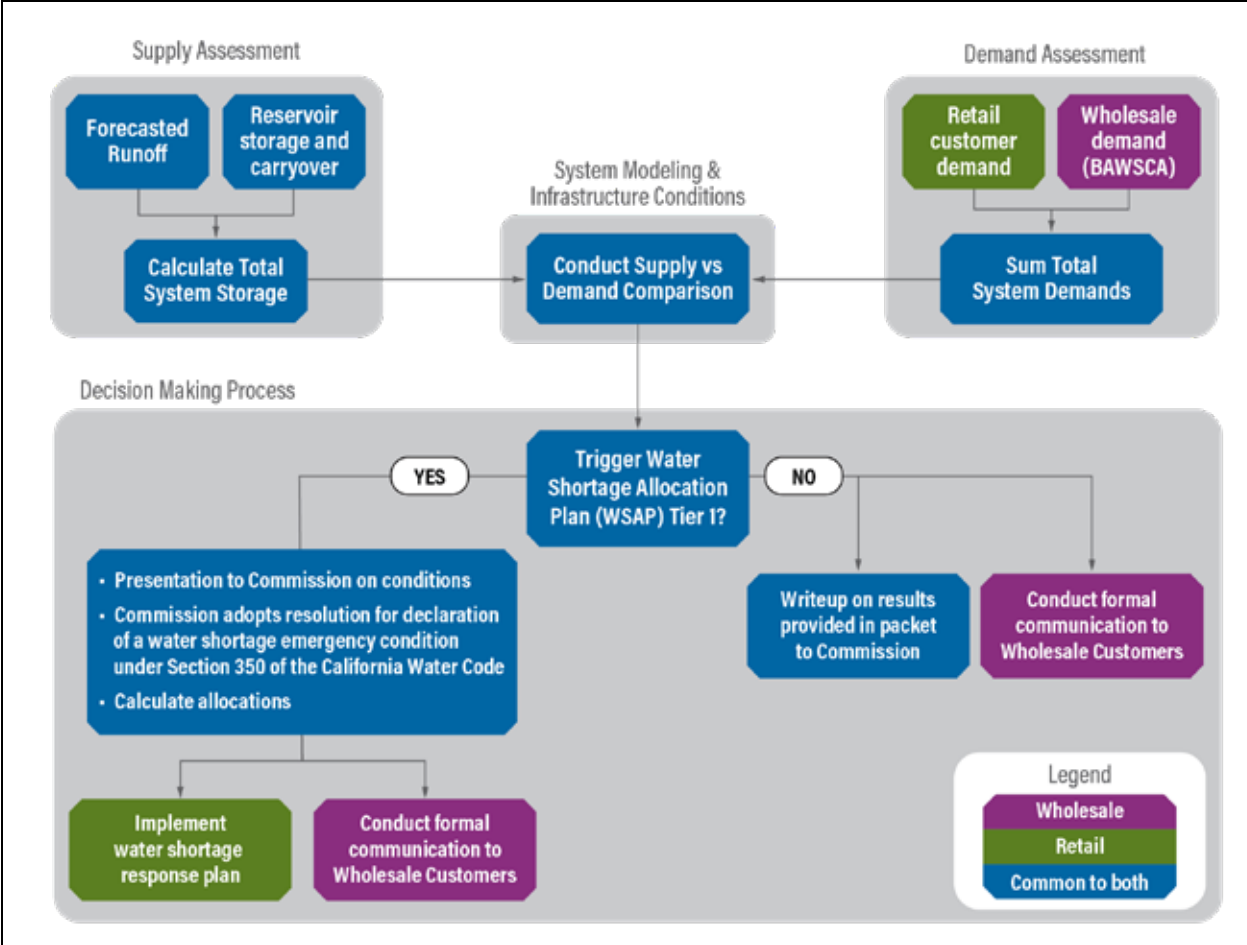 Supply Assessment
Forecasted
Runoff
Reservoir
storage and
carryover
Calculate Total
System Storage
System Modeling &
Infrastructure Conditions
Conduct Supply vs
Demand Comparison
Demand Assessment
Retail
customer
demand
Wholesale
demand
(BAWSCA)
Sum Total
System Demands
Decision Making Process
Trigger Water
Shortage Allocation
Plan (WSAP) Tier 1?
YES
NO
• Presentation to Commission on conditions
• Commission adopts resolution for declaration
of a water shortage emergency condition
under Section 350 of the California Water Code
• Calculate allocations
Writeup on results
provided in packet
to Commission
Conduct formal
communication to
Wholesale Customers
Implement
water shortage
response plan
Conduct formal
communication to
Wholesale Customers
Legend
Wholesale
Retail
Common to both